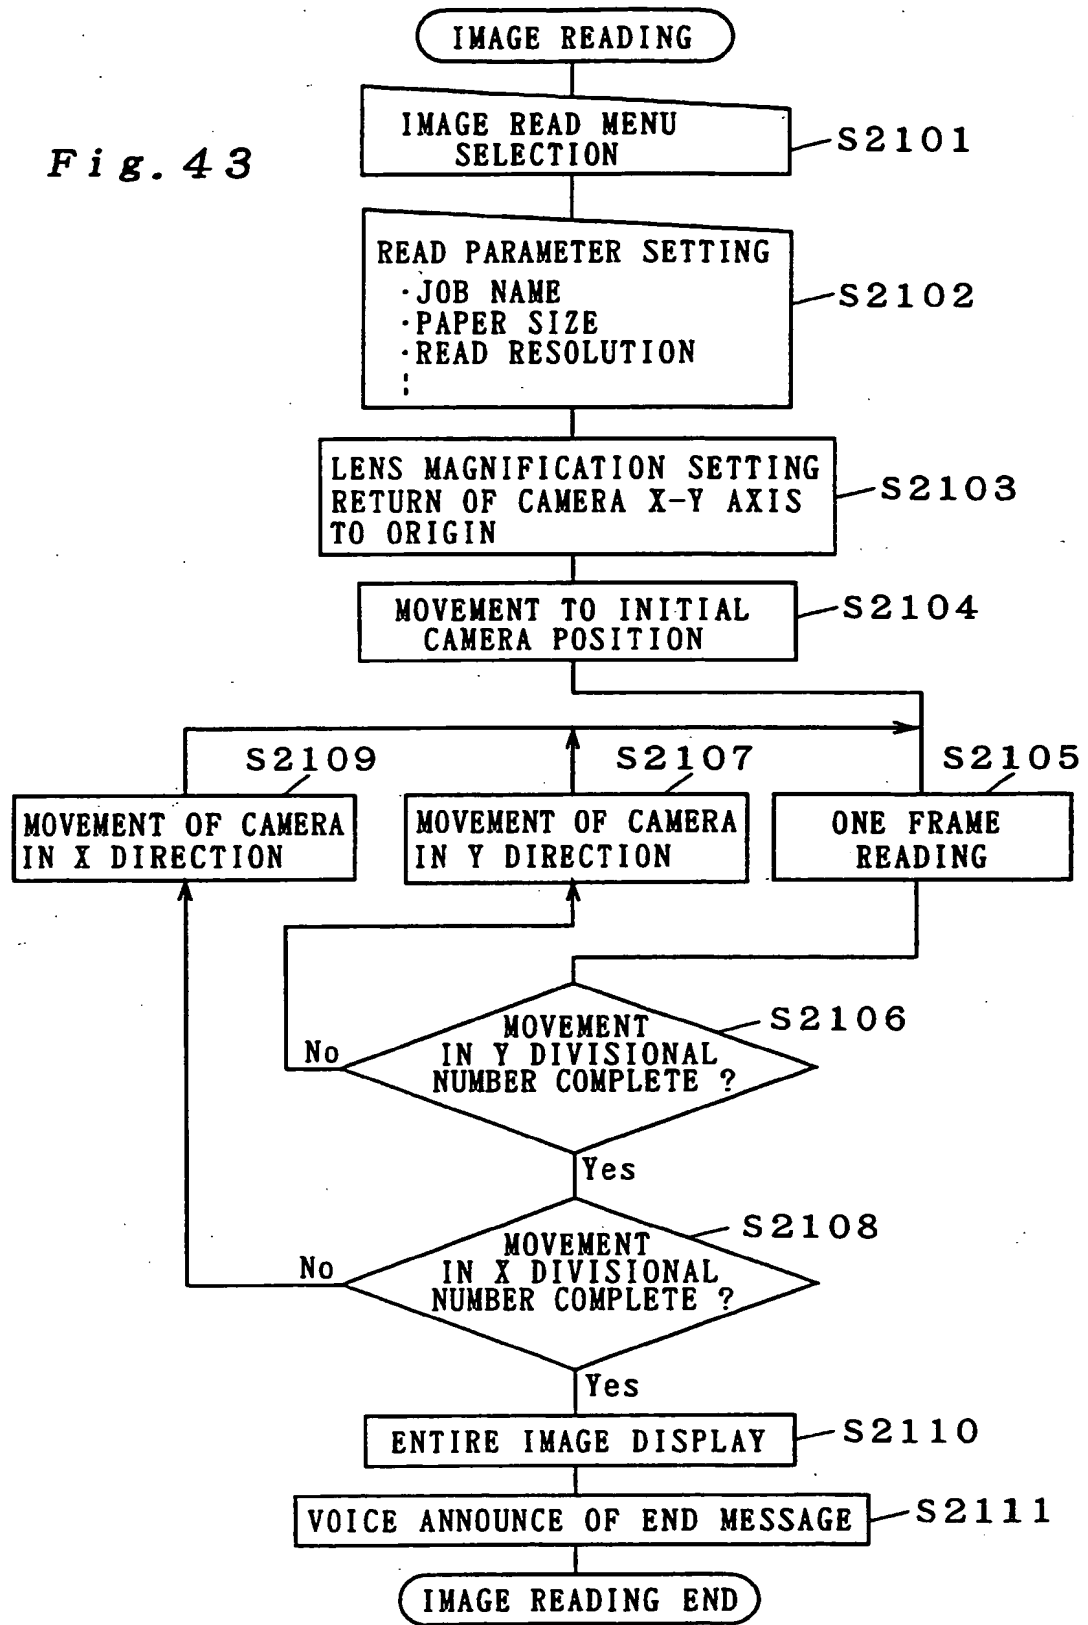 IMAGE READING
Fig. 43
IMAGE READ MENU
SELECTION
S2101
READ PARAMETER SETTING
·JOB NAME
·PAPER SIZE
·READ RESOLUTION
⋮
S2102
LENS MAGNIFICATION SETTING
RETURN OF CAMERA X-Y AXIS
TO ORIGIN
S2103
MOVEMENT TO INITIAL
CAMERA POSITION
S2104
S2109
MOVEMENT OF CAMERA
IN X DIRECTION
S2107
MOVEMENT OF CAMERA
IN Y DIRECTION
S2105
ONE FRAME
READING
S2106
MOVEMENT
IN Y DIVISIONAL
NUMBER COMPLETE ?
No
Yes
S2108
MOVEMENT
IN X DIVISIONAL
NUMBER COMPLETE ?
No
Yes
ENTIRE IMAGE DISPLAY
S2110
VOICE ANNOUNCE OF END MESSAGE
S2111
IMAGE READING END